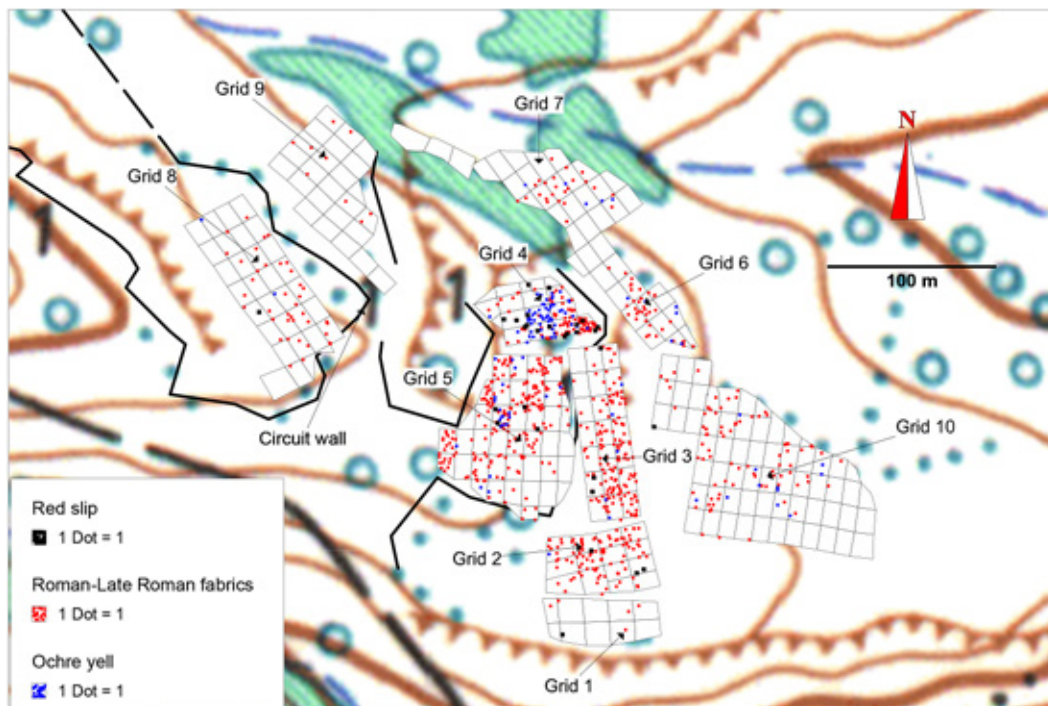 Grid 9
Grid 7
Grid 8
N
Grid 4
Grid 6
100 m
Grid 5
Circuit wall
Grid 10
Grid 3
Grid 2
Grid 1
Red slip
1 Dot = 1
Roman-Late Roman fabrics
1 Dot = 1
Ochre yell
1 Dot = 1